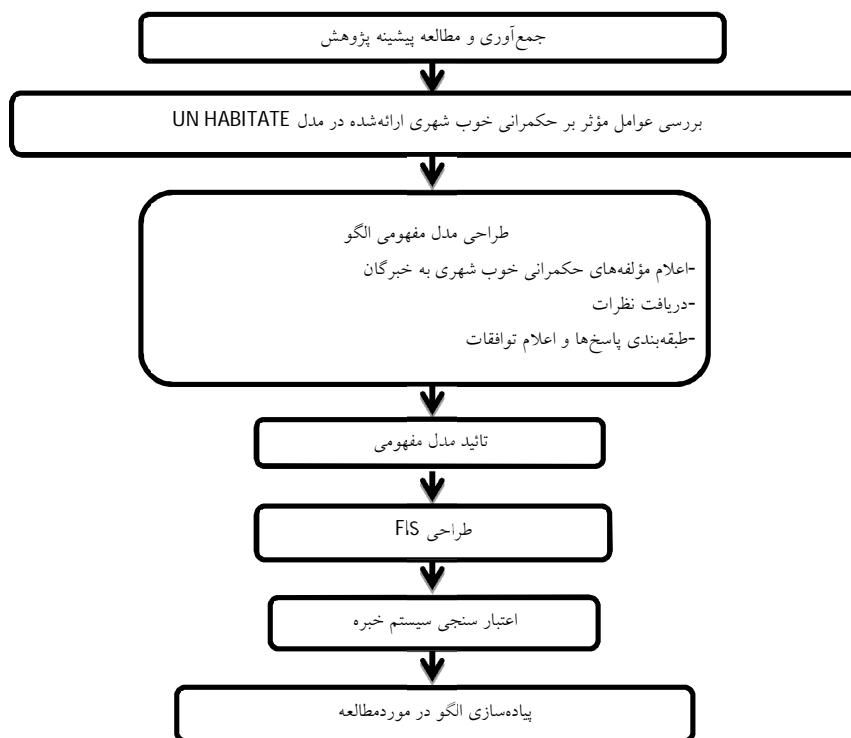 جمع‌آوری و مطالعه پیشینه پژوهش
بررسی عوامل مؤثر بر حکمرانی خوب شهری ارائه‌شده در مدل UN HABITATE
طراحی مدل مفهومی الگو
-اعلام مؤلفه‌های حکمرانی خوب شهری به خبرگان
-دریافت نظرات
-طبقه‌بندی پاسخ‌ها و اعلام توافقات
تائید مدل مفهومی
طراحی FIS
اعتبار سنجی سیستم خبره
پیاده‌سازی الگو در موردمطالعه